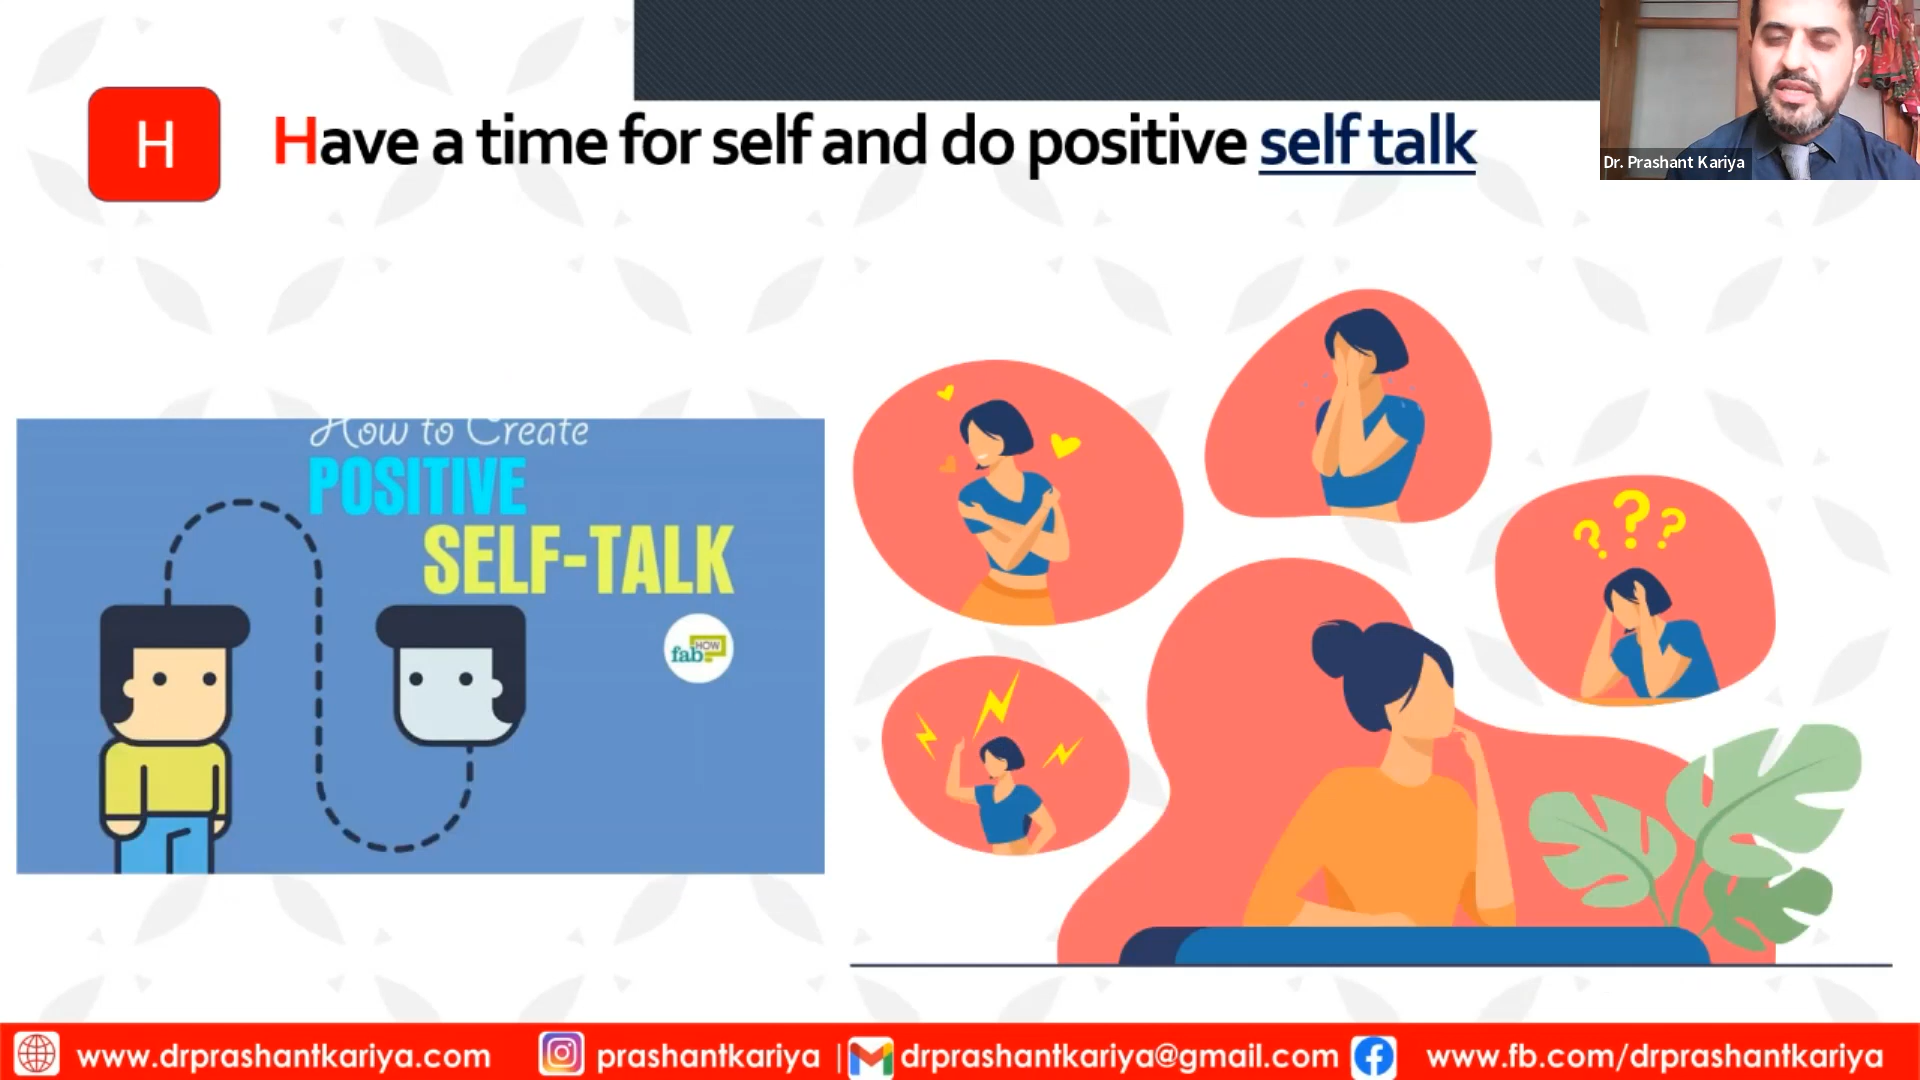 H
Have a time for self and do positive self talk
Dr. Prashant Kariya
How to Create
POSITIVE
SELF-TALK
fab HOW
???
www.drprashantkariya.com
prashantkariya |
drprashantkariya@gmail.com
www.fb.com/drprashantkariya